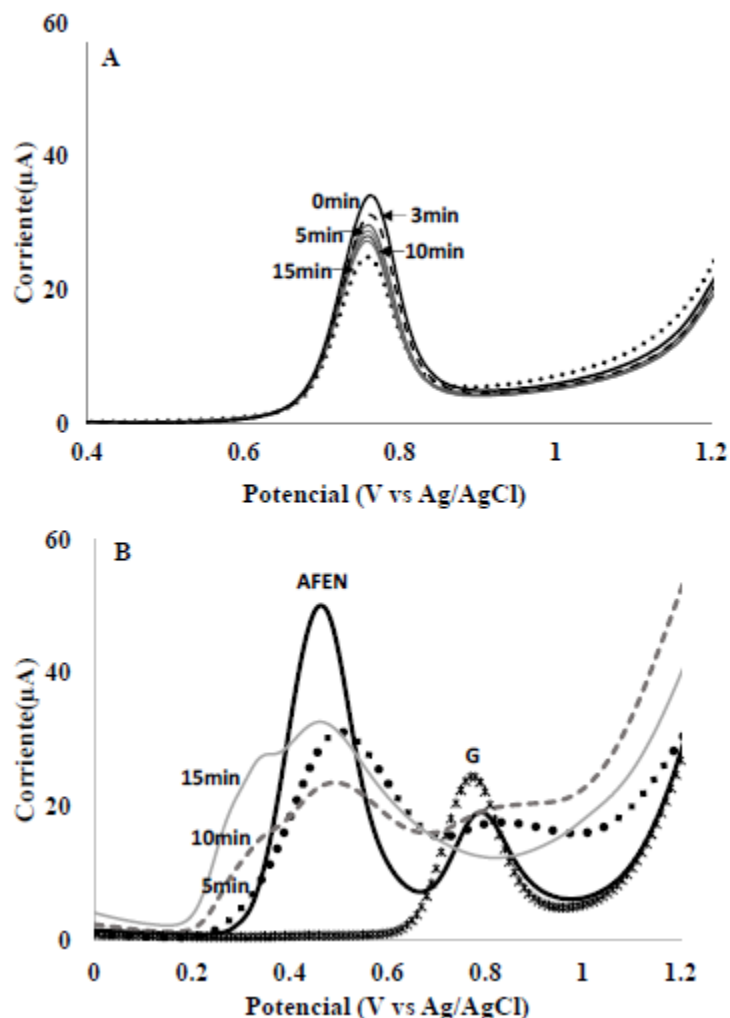 60
A
40
Corriente(µA)
0min
3min
5min
10min
15min
20
0
0.4 0.6 0.8 1 1.2
Potencial (V vs Ag/AgCl)
60
B
AFEN
40
Corriente(µA)
G
15min
20
10min
5min
0
0 0.2 0.4 0.6 0.8 1 1.2
Potencial (V vs Ag/AgCl)